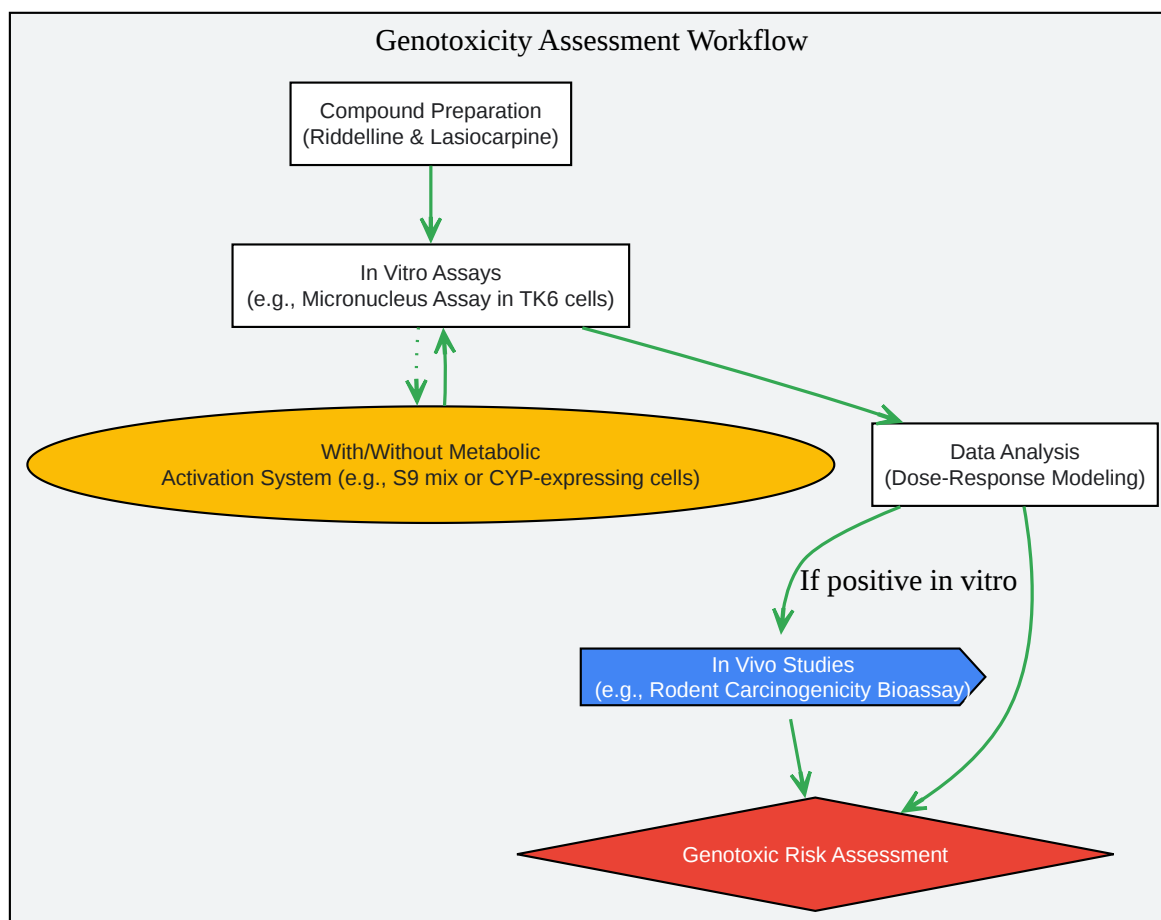 Genotoxicity Assessment Workflow
Compound Preparation
(Riddelline & Lasiocarpine)
In Vitro Assays
(e.g., Micronucleus Assay in TK6 cells)
With/Without Metabolic
Activation System (e.g., S9 mix or CYP-expressing cells)
Data Analysis
(Dose-Response Modeling)
If positive in vitro
In Vivo Studies
(e.g., Rodent Carcinogenicity Bioassay)
Genotoxic Risk Assessment